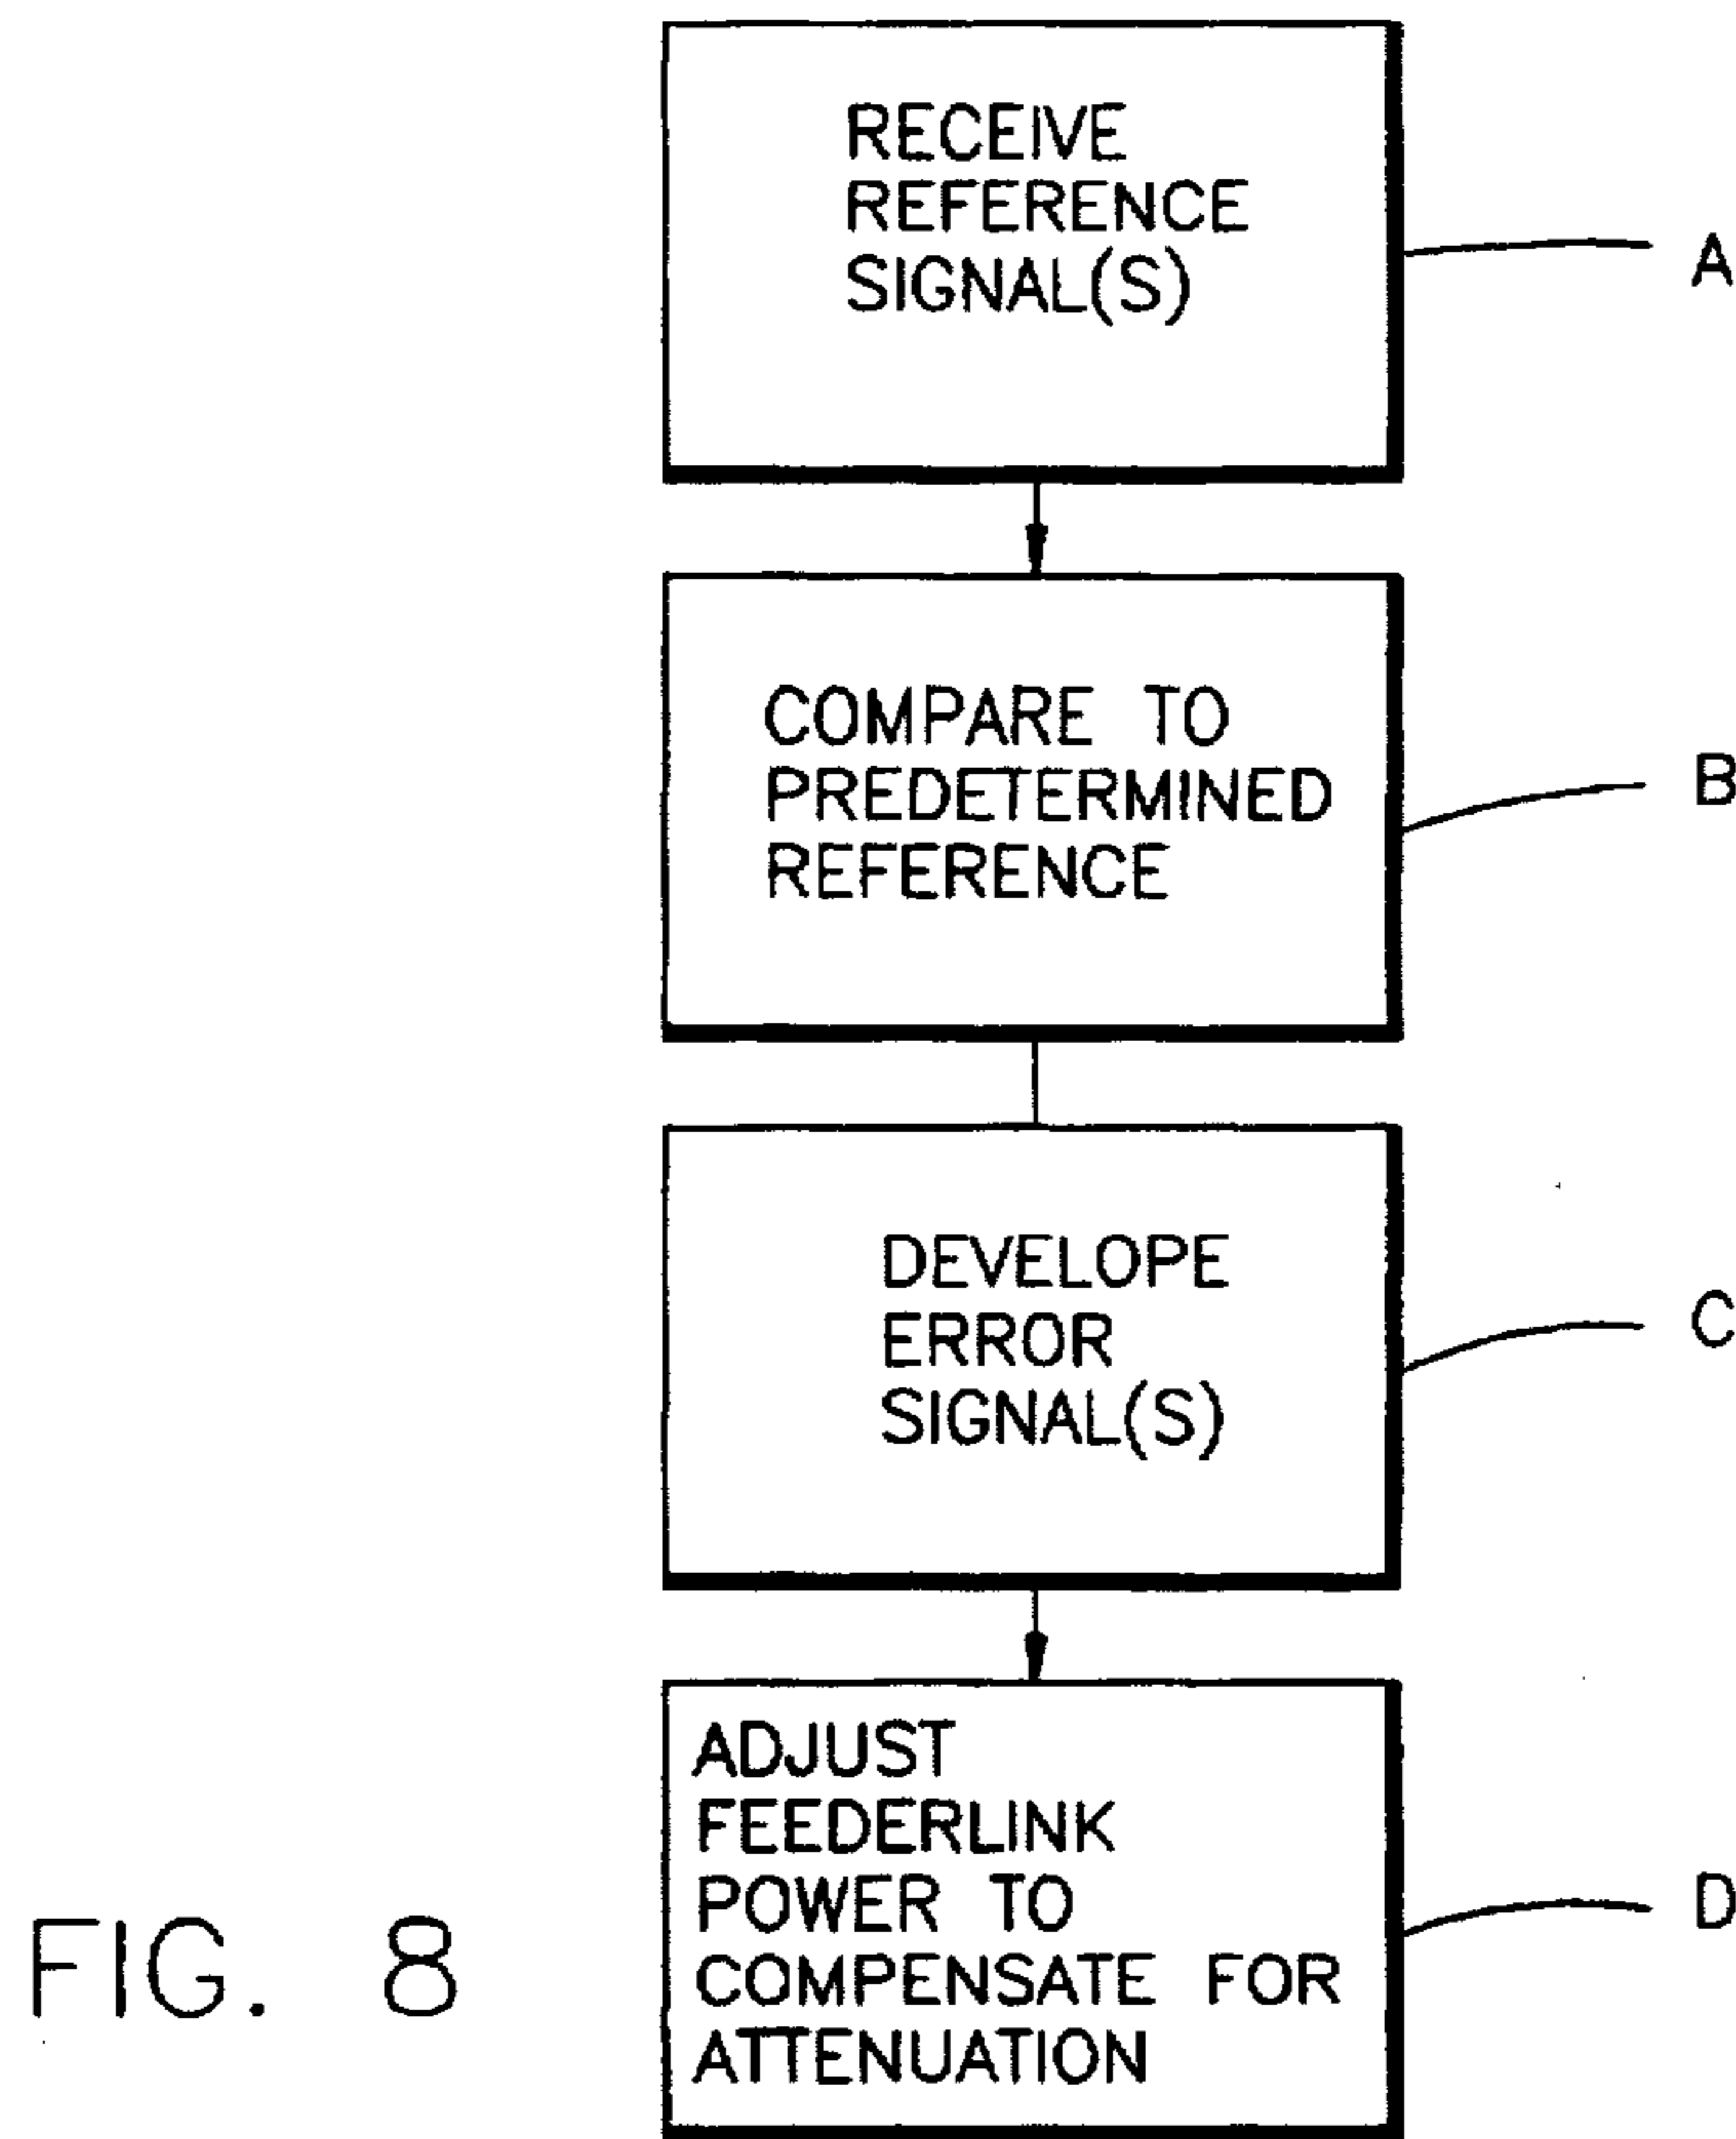 RECEIVE
REFERENCE
SIGNAL(S)
A
COMPARE TO
PREDETERMINED
REFERENCE
B
DEVELOPE
ERROR
SIGNAL(S)
C
ADJUST
FEEDERLINK
POWER TO
COMPENSATE FOR
ATTENUATION
D
FIG. 8